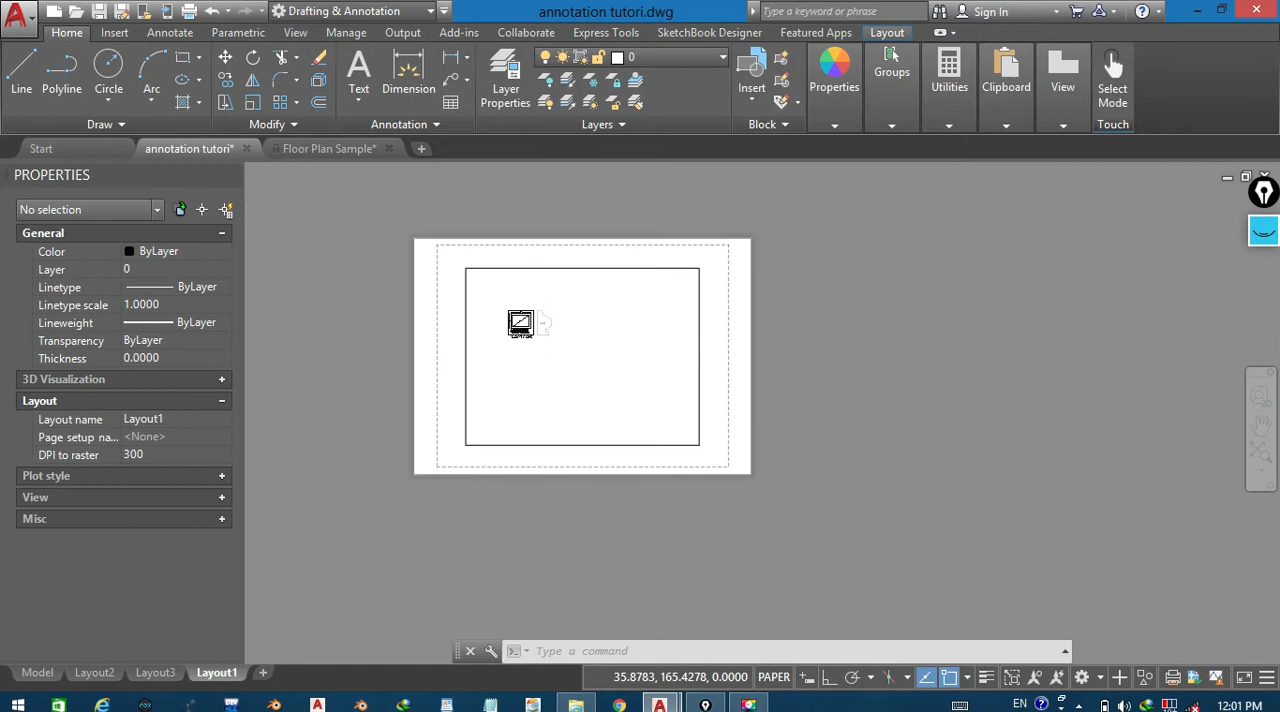 Drafting & Annotation
annotation tutori.dwg
Type a keyword or phrase
Sign In
Home Insert Annotate Parametric View Manage Output Add-ins Collaborate Express Tools SketchBook Designer Featured Apps Layout
0
Line Polyline Circle Arc Text Dimension Layer Properties Insert Properties Groups Utilities Clipboard View Select Mode
Draw Modify Annotation Layers Block Touch
Start annotation tutori* Floor Plan Sample*
PROPERTIES
No selection
General
Color ByLayer
Layer 0
Linetype ByLayer
Linetype scale 1.0000
Lineweight ByLayer
Transparency ByLayer
Thickness 0.0000
3D Visualization
Layout
Layout name Layout1
Page setup na... <None>
DPI to raster 300
Plot style
View
Misc
Type a command
Model Layout2 Layout3 Layout1
35.8783, 165.4278, 0.0000 PAPER
EN 12:01 PM